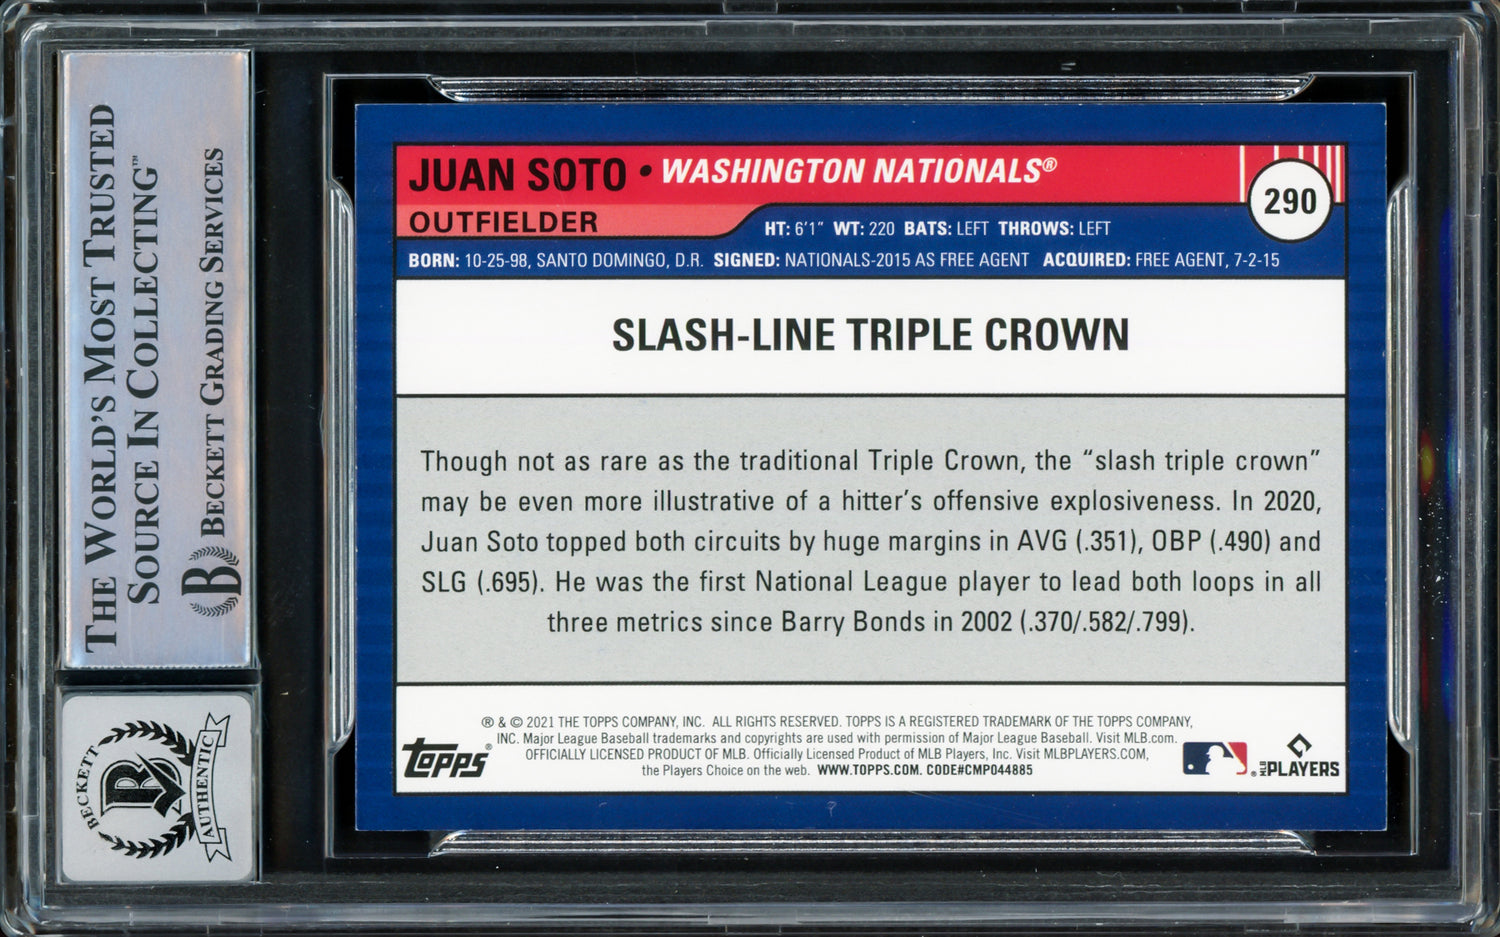 THE WORLD'S MOST TRUSTED
SOURCE IN COLLECTING™
BECKETT GRADING SERVICES
B
BECKETT
B
AUTHENTIC
JUAN SOTO • WASHINGTON NATIONALS®
290
OUTFIELDER
HT: 6'1" WT: 220 BATS: LEFT THROWS: LEFT
BORN: 10-25-98, SANTO DOMINGO, D.R. SIGNED: NATIONALS-2015 AS FREE AGENT ACQUIRED: FREE AGENT, 7-2-15
SLASH-LINE TRIPLE CROWN
Though not as rare as the traditional Triple Crown, the “slash triple crown”
may be even more illustrative of a hitter's offensive explosiveness. In 2020,
Juan Soto topped both circuits by huge margins in AVG (.351), OBP (.490) and
SLG (.695). He was the first National League player to lead both loops in all
three metrics since Barry Bonds in 2002 (.370/.582/.799).
® & © 2021 THE TOPPS COMPANY, INC. ALL RIGHTS RESERVED. TOPPS IS A REGISTERED TRADEMARK OF THE TOPPS COMPANY,
INC. Major League Baseball trademarks and copyrights are used with permission of Major League Baseball. Visit MLB.com.
OFFICIALLY LICENSED PRODUCT OF MLB. Officially Licensed Product of MLB Players, Inc. Visit MLBPLAYERS.COM,
the Players Choice on the web. WWW.TOPPS.COM. CODE#CMP044885
Topps®
®
MLB PLAYERS